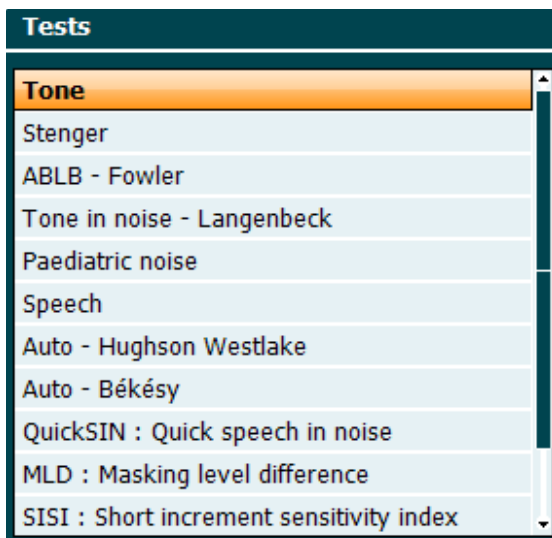 Tests
Tone
Stenger
ABLB - Fowler
Tone in noise - Langenbeck
Paediatric noise
Speech
Auto - Hughson Westlake
Auto - Békésy
QuickSIN : Quick speech in noise
MLD : Masking level difference
SISI : Short increment sensitivity index